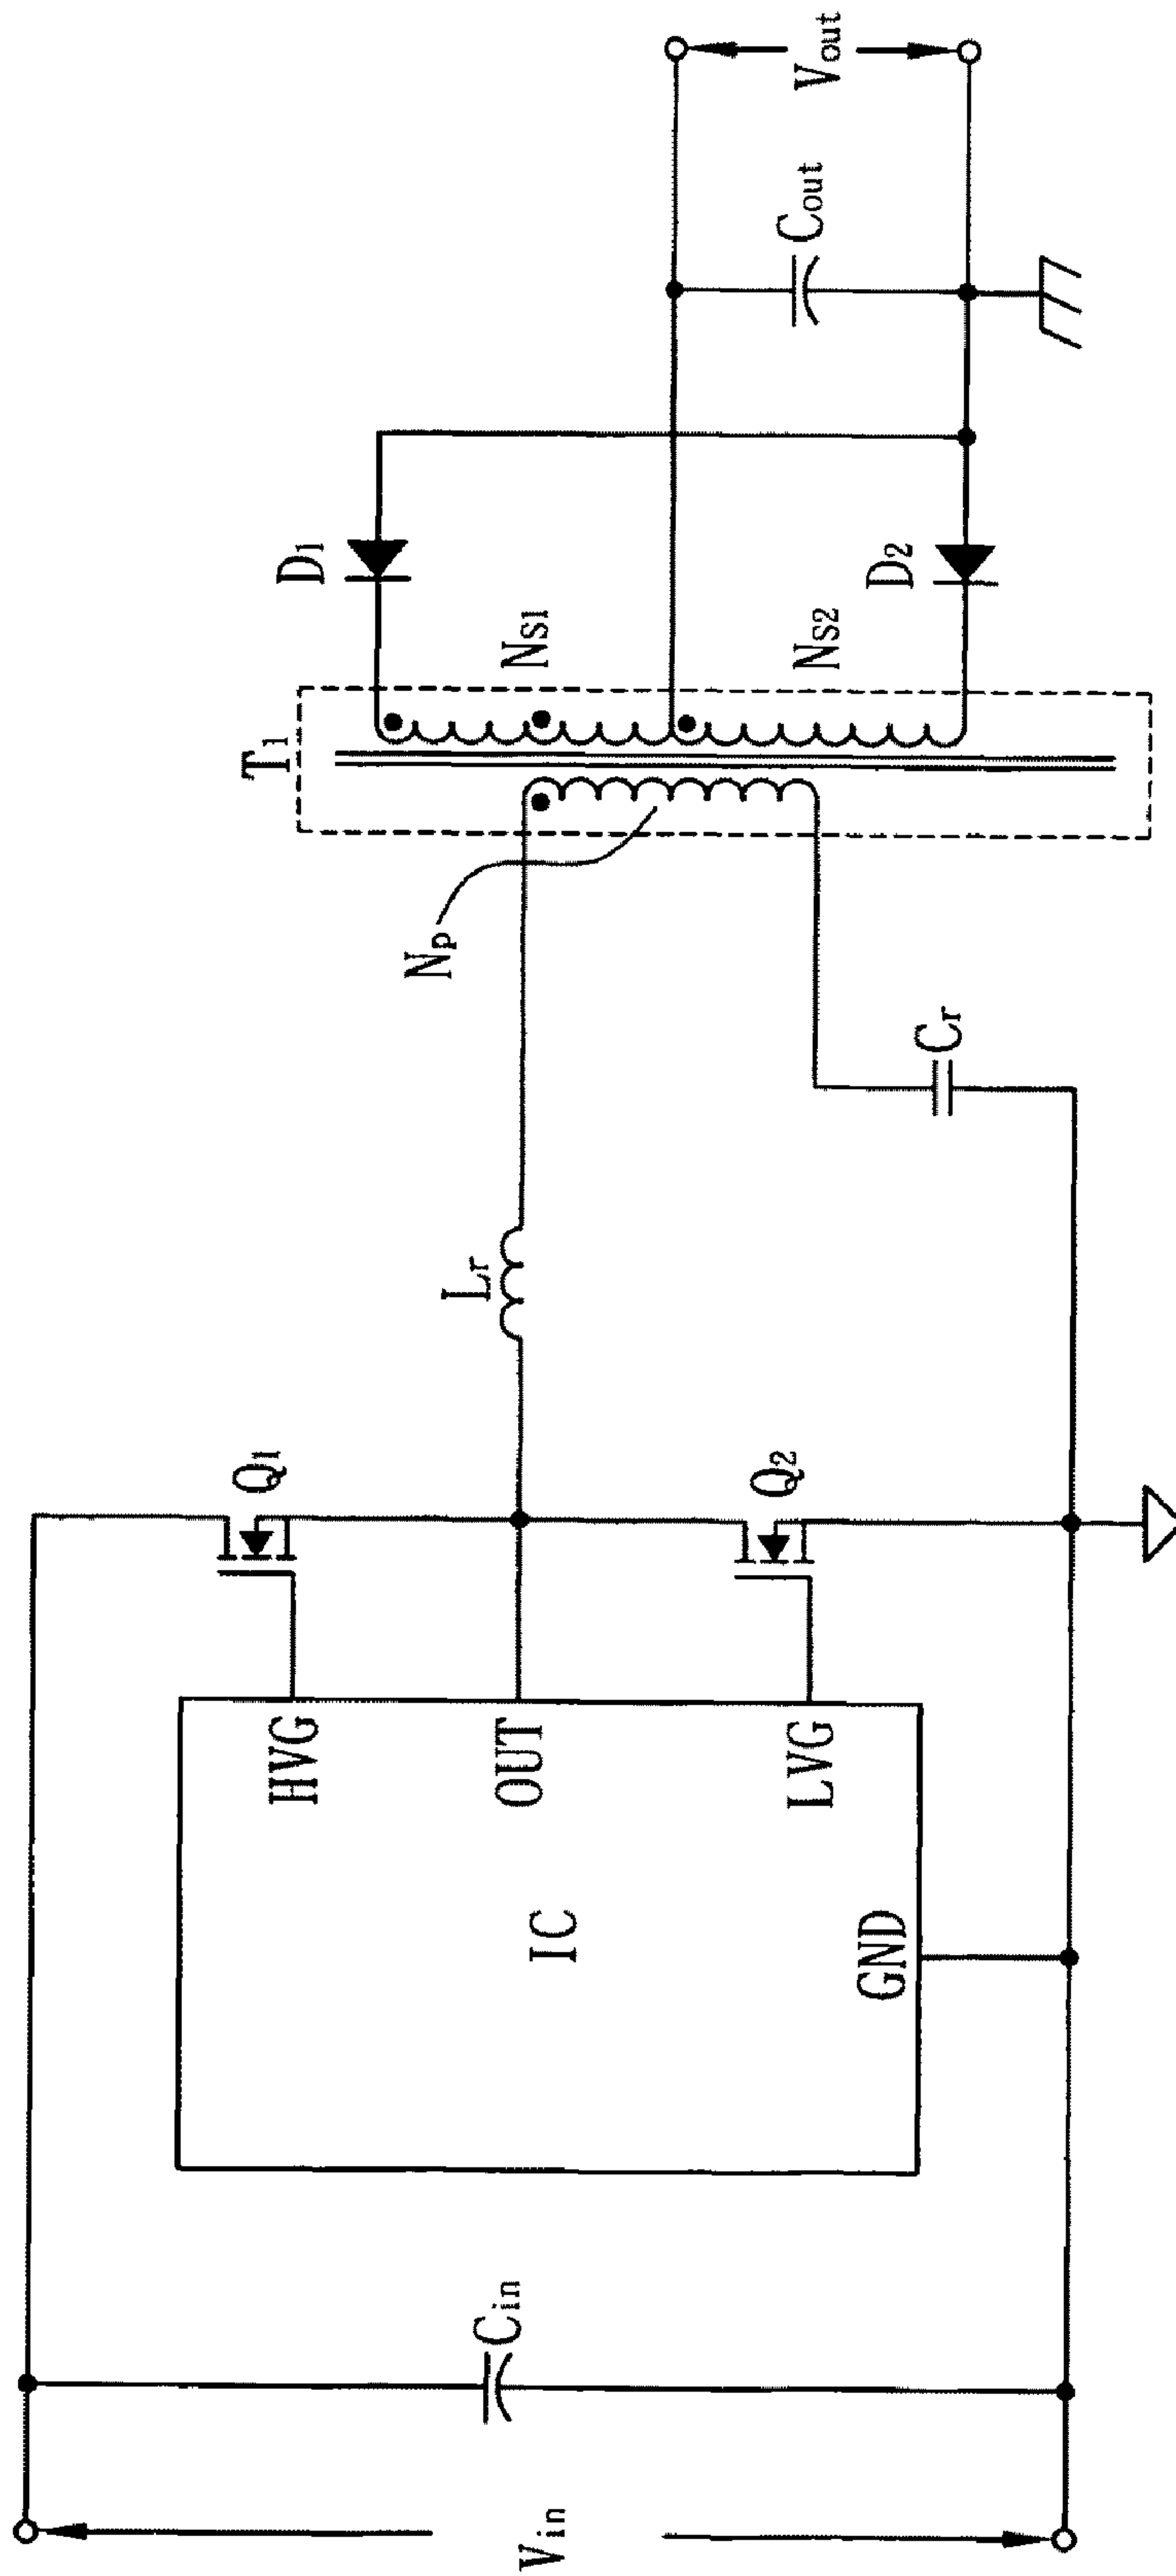 Vin
Cin
IC
HVG
OUT
LVG
GND
Q1
Q2
Lr
Cr
Np
T1
NS1
NS2
D1
D2
Cout
Vout